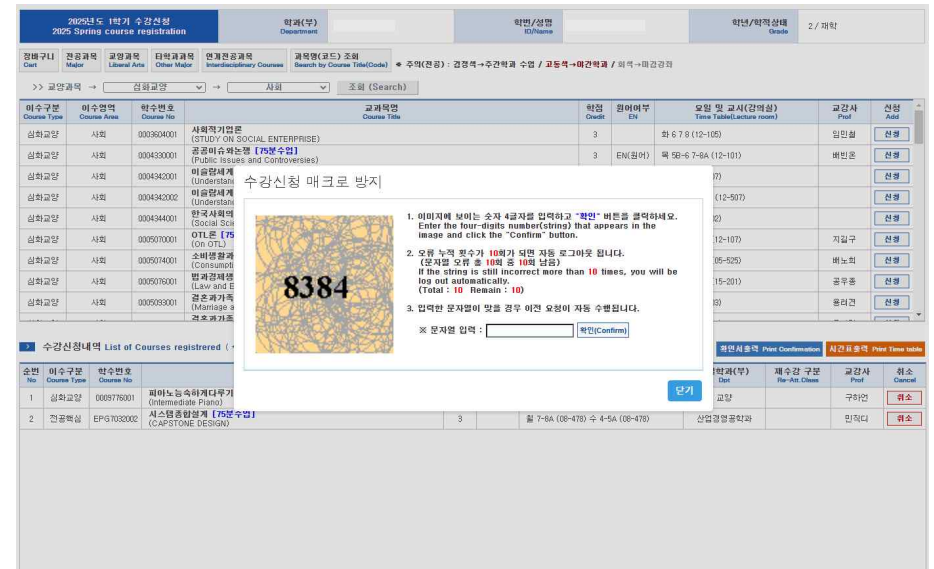 2025년도 1학기 수강신청
2025 Spring course registration
학과(부)
Department
학번/성명
ID/Name
학년/학적상태
Grade
2 / 재학
장바구니
Cart
전공과목
Major
교양과목
Liberal Arts
타학과과목
Other Major
연계전공과목
Interdisciplinary Courses
과목명(코드) 조회
Search by Course Title(Code)
※ 주의(전공) : 검정색→주간학과 수업 / 고동색→야간학과 / 회색→마감강좌
>> 교양과목 → 심화교양 → 사회 조회 (Search)
이수구분 이수영역 학수번호 교과목명 학점 원어여부 요일 및 교시(강의실) 교강사 신청
Course Type Course Area Course No Course Title Credit EN Time Table(Lecture room) Prof Add
심화교양 사회 0003604001 사회적기업론 3 화 6 7 8 (12-105) 임민철 신청
(STUDY ON SOCIAL ENTERPRISE)
심화교양 사회 0004330001 공공이슈와논쟁 [75분수업] 3 EN(원어) 목 5B-6 7-8A (12-101) 배빈온 신청
(Public Issues and Controversies)
심화교양 사회 0004342001 이슬람세계 신청
(Understan
심화교양 사회 0004342002 이슬람세계 (12-507) 신청
(Understan
심화교양 사회 0004344001 한국사회의 신청
(Social Scie
심화교양 사회 0005070001 OTL론 [75 12-107) 지길구 신청
(On OTL)
심화교양 사회 0005074001 소비생활과 05-525) 배노희 신청
(Consumpti
심화교양 사회 0005076001 법과경제생 15-201) 공우종 신청
(Law and E
심화교양 사회 0005093001 결혼과가족 용려견 신청
(Marriage a
결혼과가족
수강신청 매크로 방지
8384
1. 이미지에 보이는 숫자 4글자를 입력하고 "확인" 버튼을 클릭하세요.
Enter the four-digits number(string) that appears in the
image and click the "Confirm" button.
2. 오류 누적 횟수가 10회가 되면 자동 로그아웃 됩니다.
(문자열 오류 총 10회 중 10회 남음)
If the string is still incorrect more than 10 times, you will be
log out automatically.
(Total : 10 Remain : 10)
3. 입력한 문자열이 맞을 경우 이전 요청이 자동 수행됩니다.
※ 문자열 입력 : 확인(Confirm)
닫기
수강신청내역 List of Courses registrered (
확인서출력 Print Confirmation 시간표출력 Print Time table
순번 이수구분 학수번호 학과(부) 재수강 구분 교강사 취소
No Course Type Course No Dpt Re-Att. Class Prof Cancel
1 심화교양 0009776001 피아노능숙하게다루기 교양 구하언 취소
(Intermediate Piano)
2 전공핵심 EPG7032002 시스템종합설계 [75분수업] 3 월 7-8A (08-478) 수 4-5A (08-478) 산업경영공학과 민직디 취소
(CAPSTONE DESIGN)